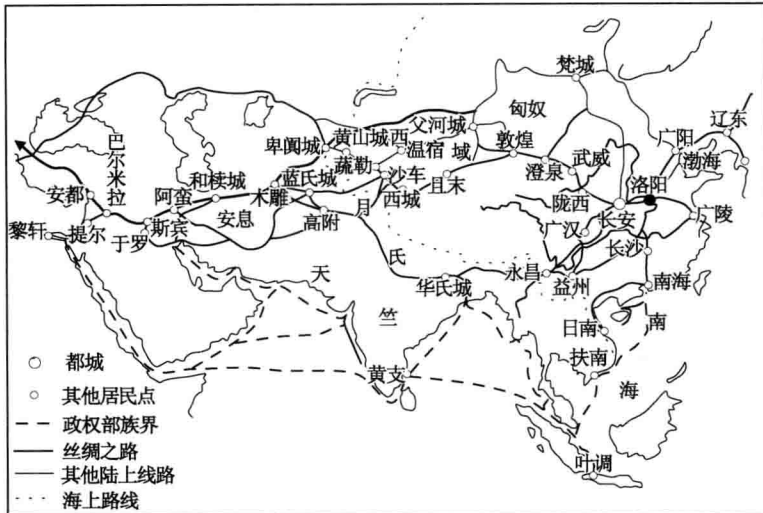 梵城
匈奴
父河城
辽东
广阳
渤海
卑阗城
黄山城
西
温宿
域
敦煌
武威
澄泉
疏勒
巴尔米拉
和椟城
蓝氏城
沙车
且末
洛阳
木雕
陇西
长安
安都
阿蛮
安息
西城
广陵
高附
月
氏
广汉
长沙
黎轩
提尔
于罗
斯宾
天
竺
华氏城
永昌
益州
南海
日南
南
海
扶南
黄支
叶调
都城
其他居民点
政权部族界
丝绸之路
其他陆上线路
海上路线